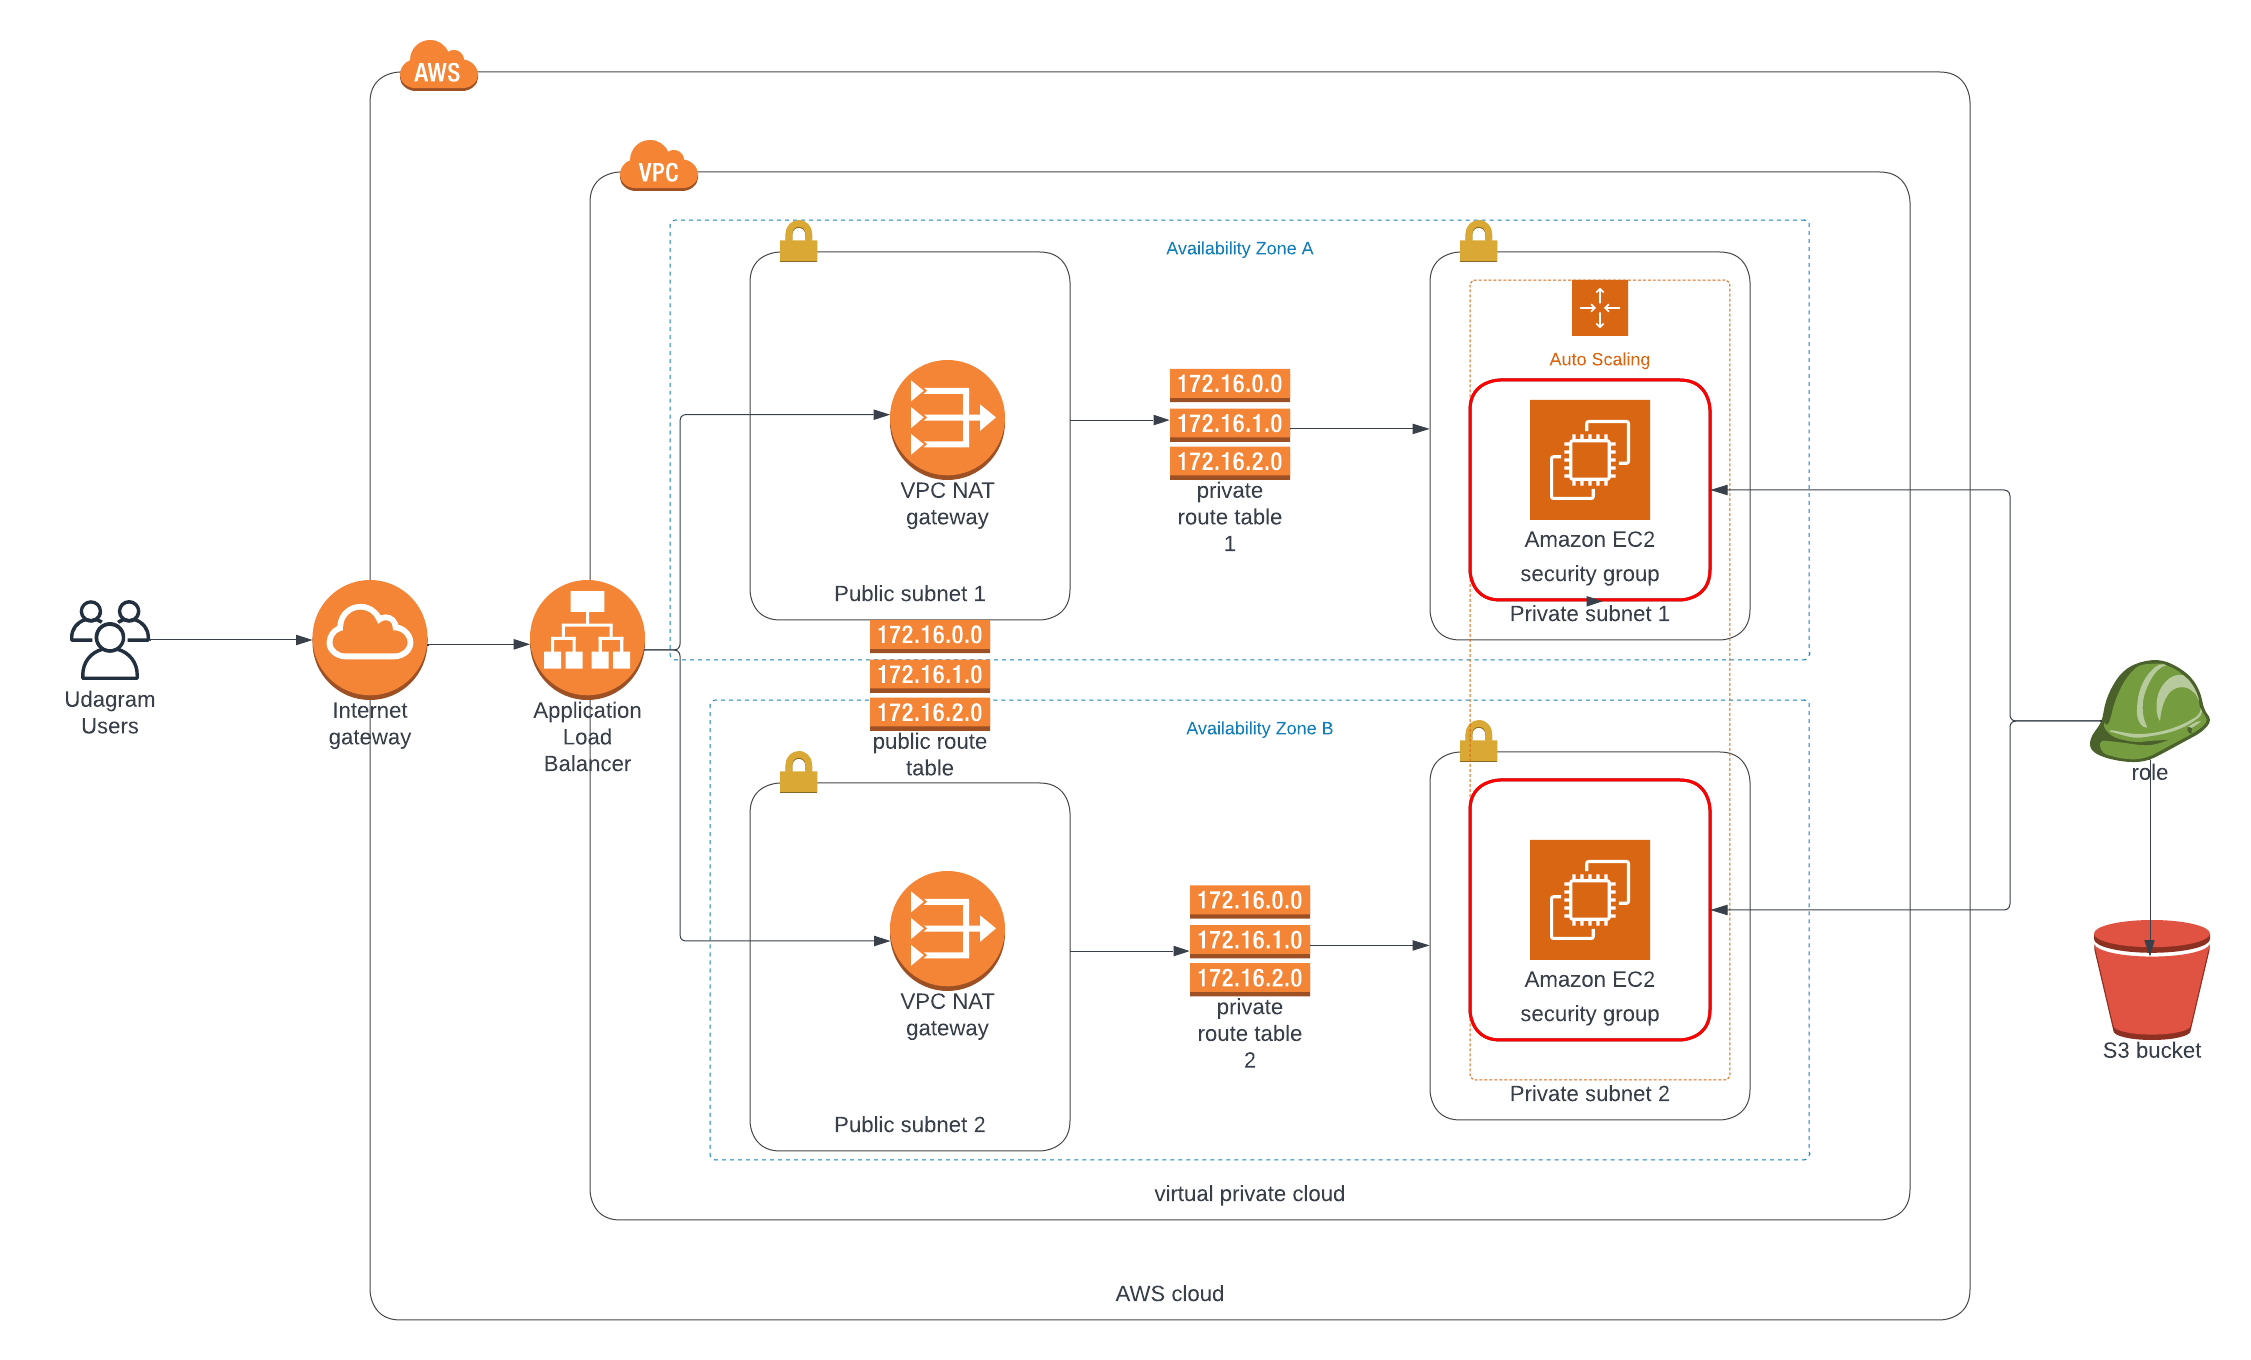 AWS
VPC
Availability Zone A
Auto Scaling
172.16.0.0
172.16.1.0
172.16.2.0
private
route table
1
VPC NAT
gateway
Amazon EC2
security group
Public subnet 1
Private subnet 1
172.16.0.0
172.16.1.0
172.16.2.0
public route
table
Udagram
Users
Internet
gateway
Application
Load
Balancer
Availability Zone B
role
172.16.0.0
172.16.1.0
172.16.2.0
private
route table
2
VPC NAT
gateway
Amazon EC2
security group
S3 bucket
Public subnet 2
Private subnet 2
virtual private cloud
AWS cloud